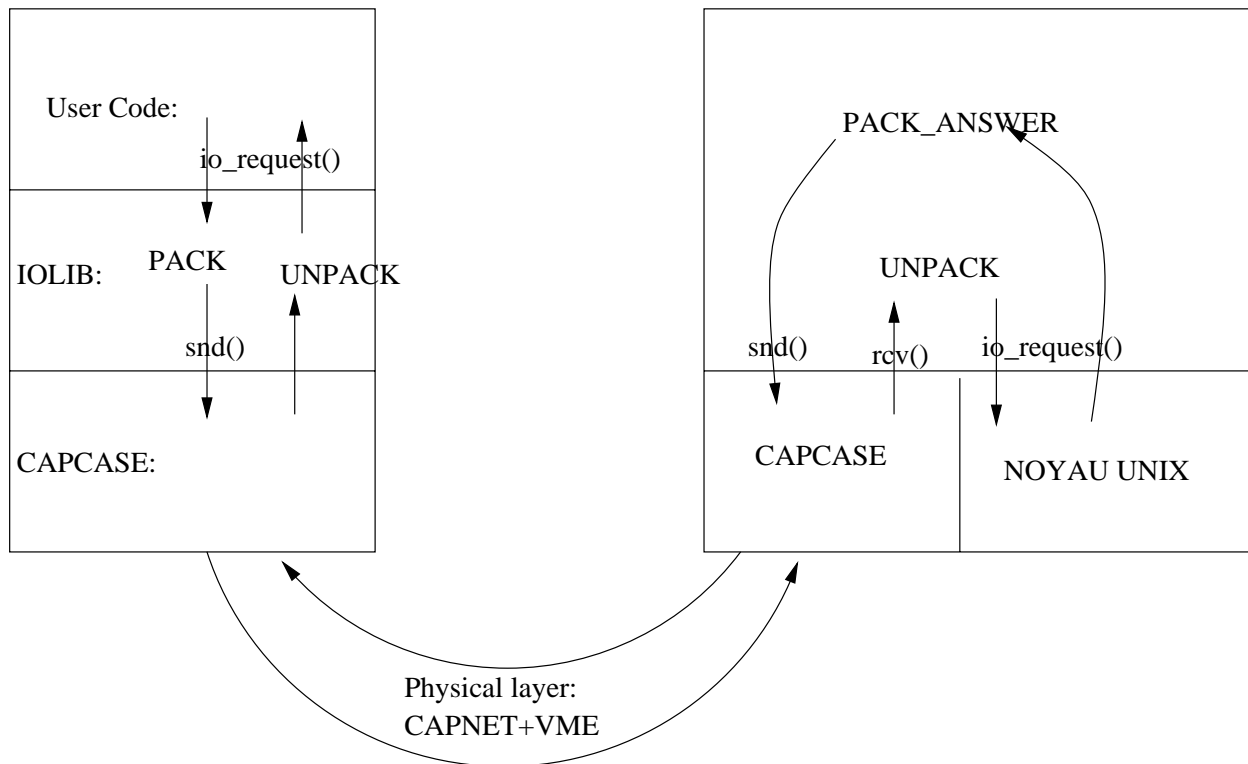 User Code:
io_request()
IOLIB:
PACK
UNPACK
snd()
CAPCASE:
PACK_ANSWER
UNPACK
snd()
rcv()
io_request()
CAPCASE
NOYAU UNIX
Physical layer:
CAPNET+VME